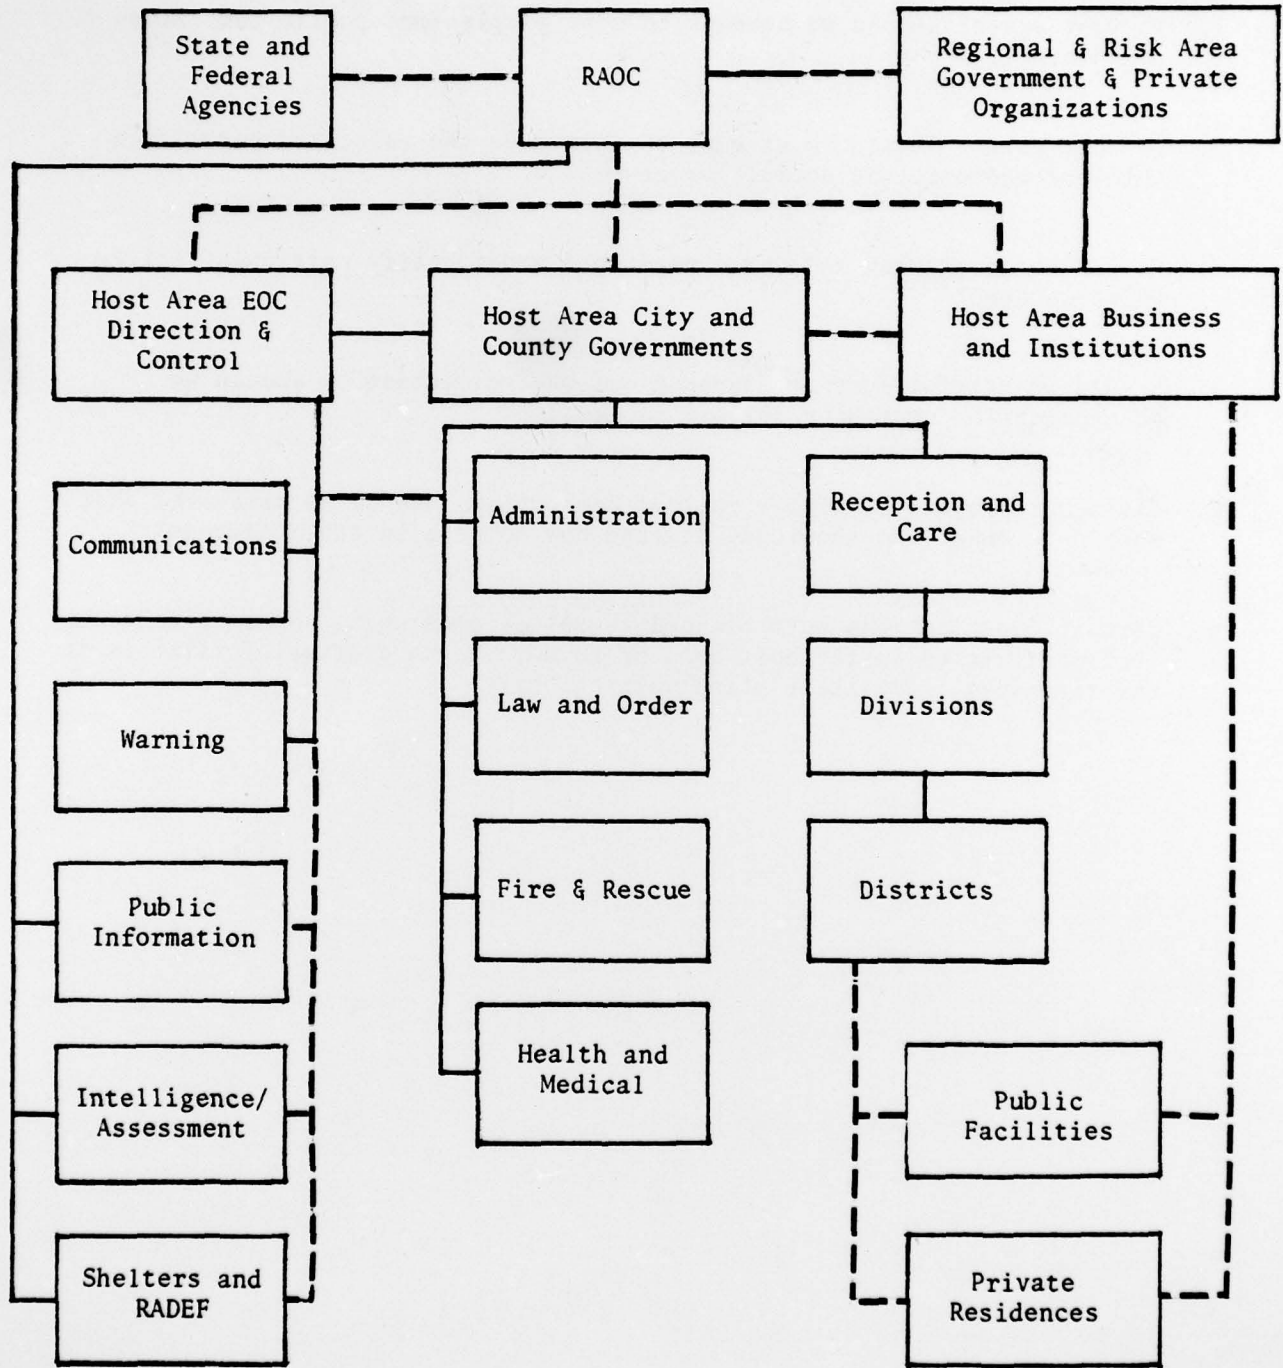 State and
Federal
Agencies
RAOC
Regional & Risk Area
Government & Private
Organizations
Host Area EOC
Direction &
Control
Host Area City and
County Governments
Host Area Business
and Institutions
Communications
Administration
Reception and
Care
Warning
Law and Order
Divisions
Public
Information
Fire & Rescue
Districts
Intelligence/
Assessment
Health and
Medical
Public
Facilities
Shelters and
RADEF
Private
Residences